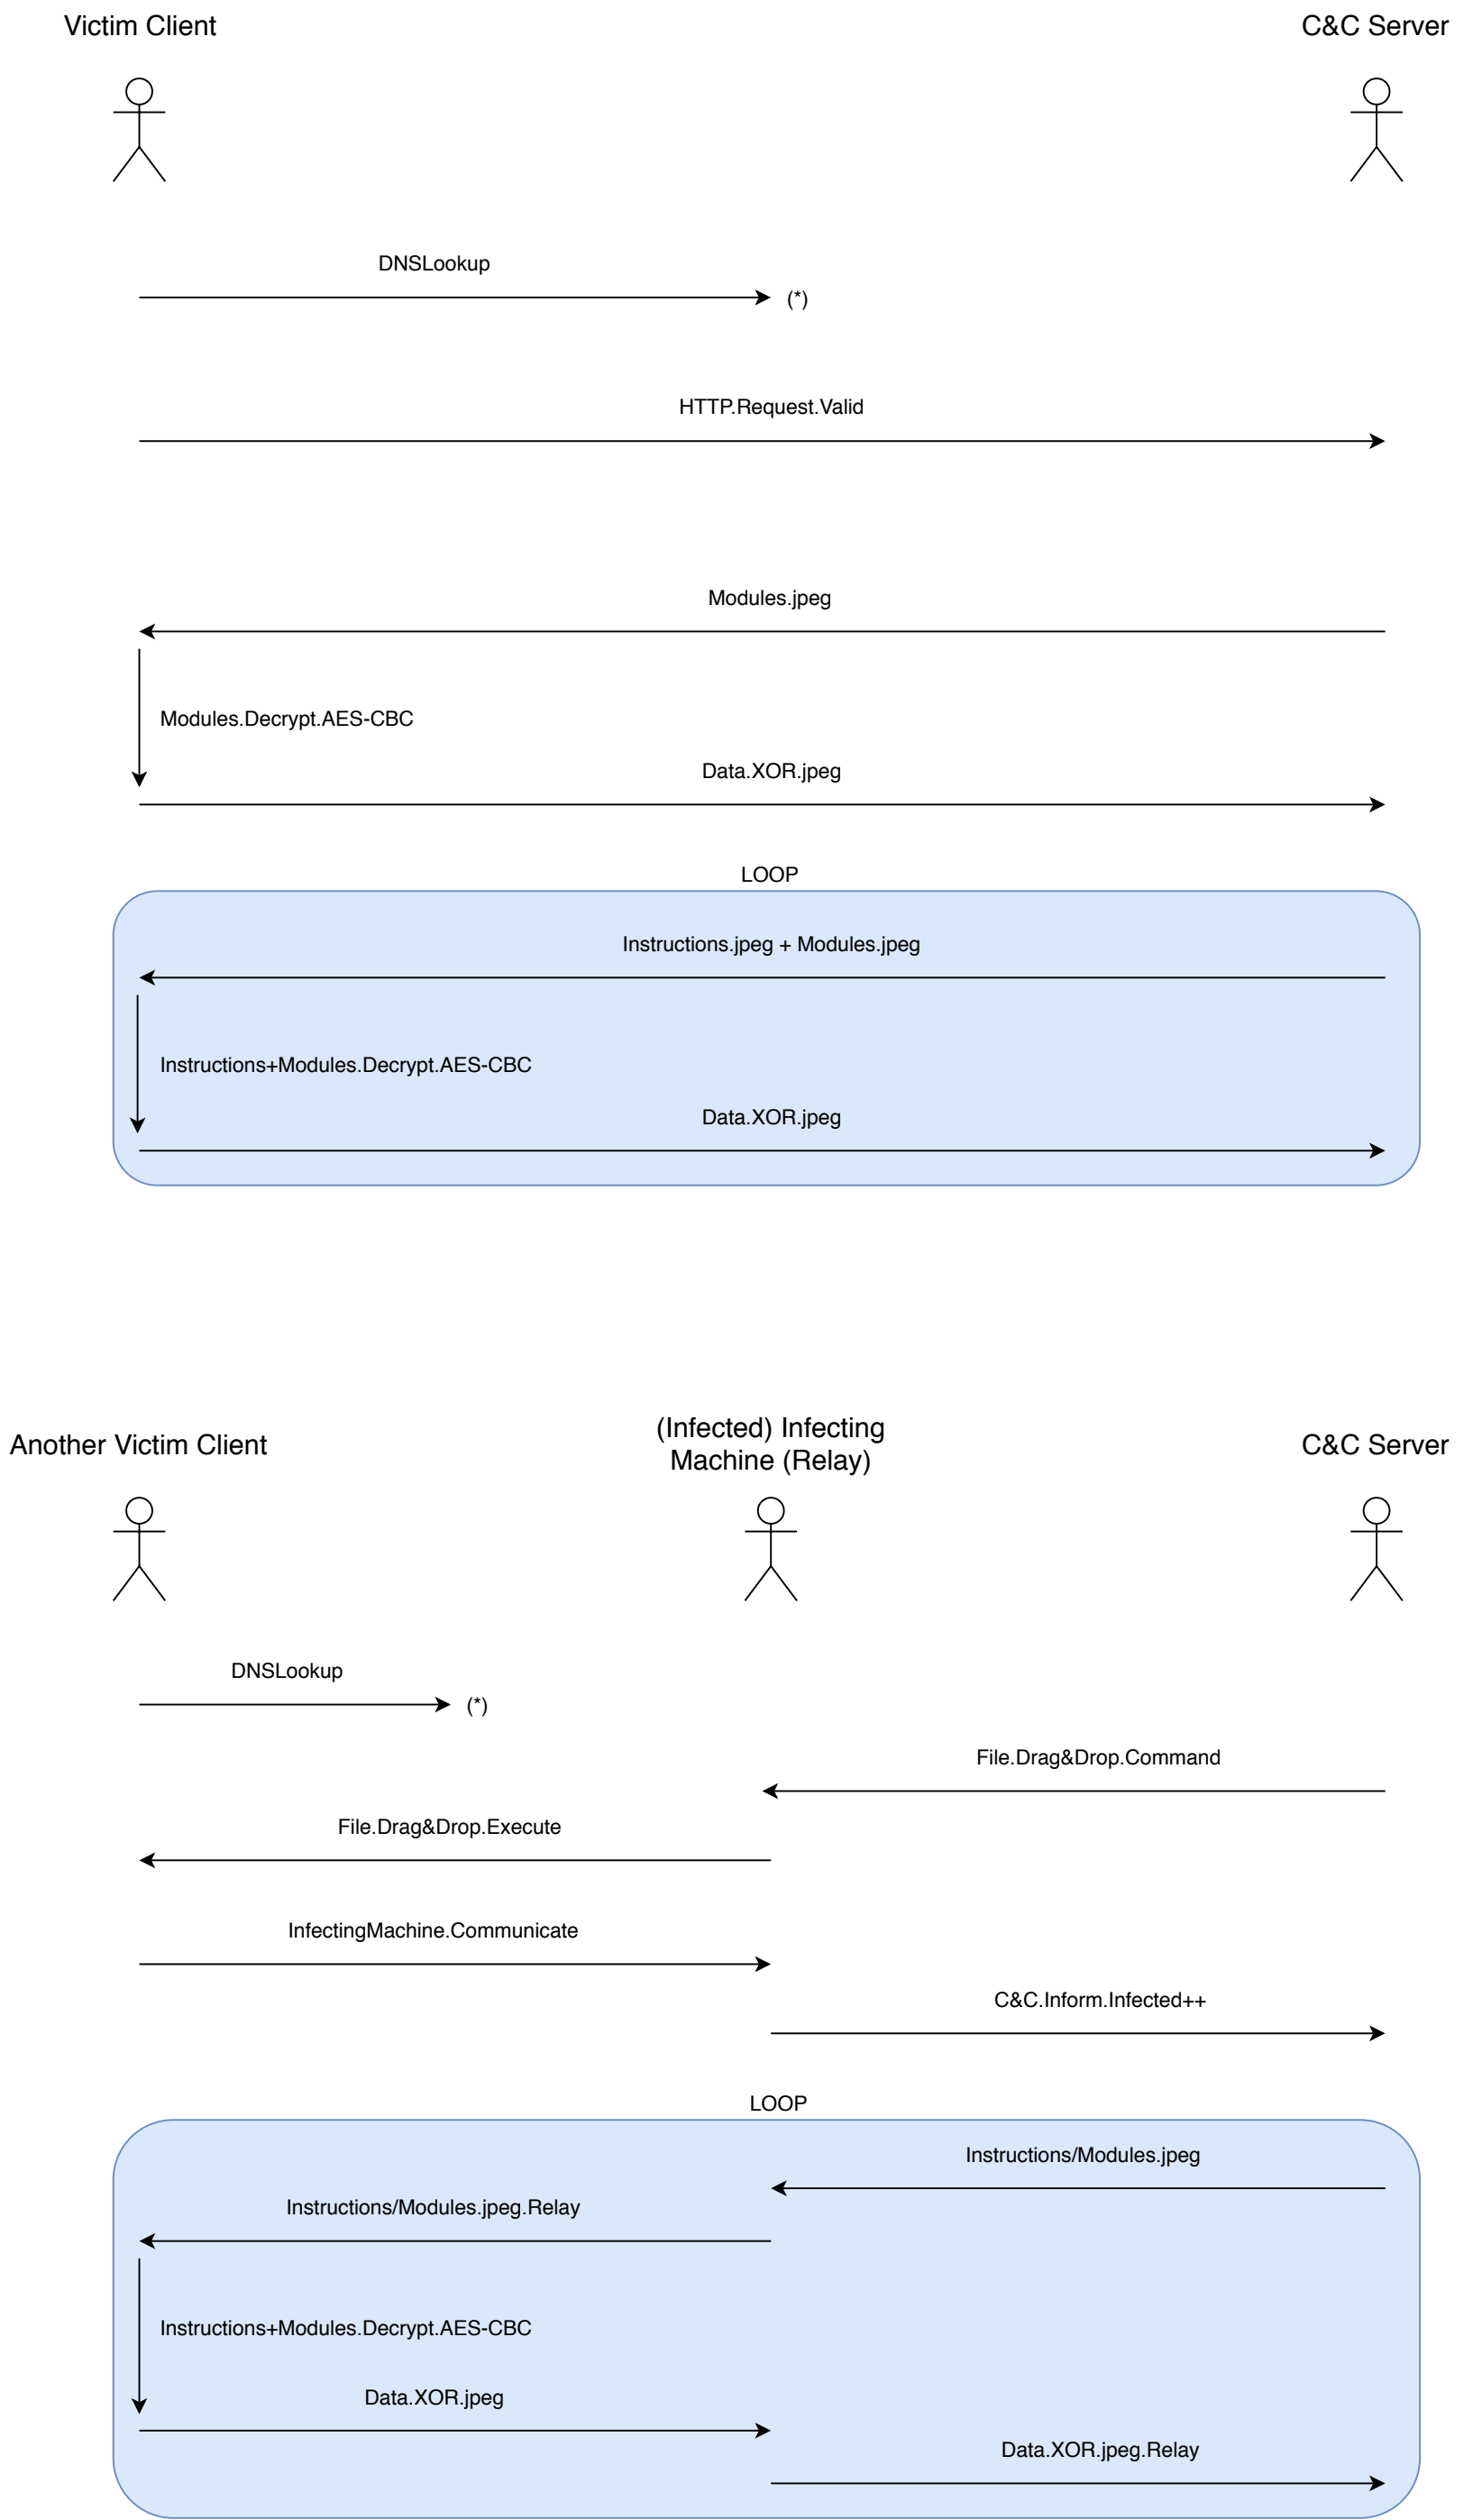 Victim Client
C&C Server
DNSLookup
(*)
HTTP.Request.Valid
Modules.jpeg
Modules.Decrypt.AES-CBC
Data.XOR.jpeg
LOOP
Instructions.jpeg + Modules.jpeg
Instructions+Modules.Decrypt.AES-CBC
Data.XOR.jpeg
Another Victim Client
(Infected) Infecting
Machine (Relay)
C&C Server
DNSLookup
(*)
File.Drag&Drop.Command
File.Drag&Drop.Execute
InfectingMachine.Communicate
C&C.Inform.Infected++
LOOP
Instructions/Modules.jpeg
Instructions/Modules.jpeg.Relay
Instructions+Modules.Decrypt.AES-CBC
Data.XOR.jpeg
Data.XOR.jpeg.Relay